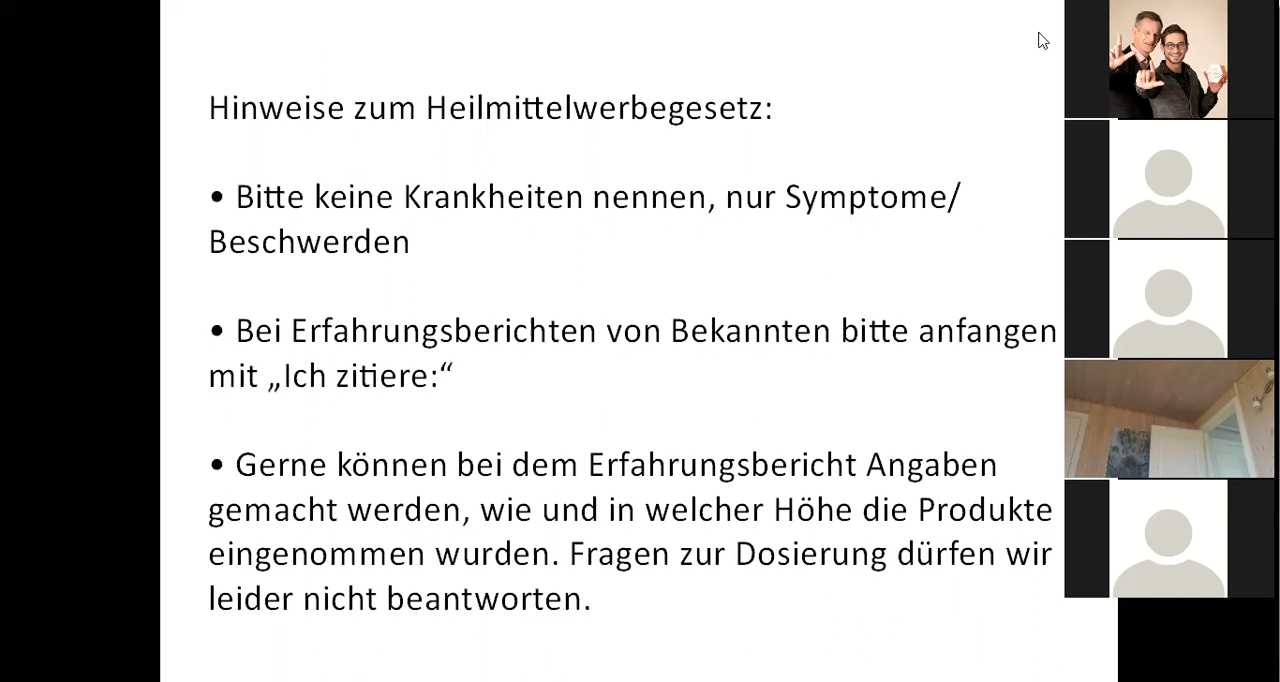 Hinweise zum Heilmittelwerbegesetz:
• Bitte keine Krankheiten nennen, nur Symptome/
Beschwerden
• Bei Erfahrungsberichten von Bekannten bitte anfangen
mit „Ich zitiere:“
• Gerne können bei dem Erfahrungsbericht Angaben
gemacht werden, wie und in welcher Höhe die Produkte
eingenommen wurden. Fragen zur Dosierung dürfen wir
leider nicht beantworten.